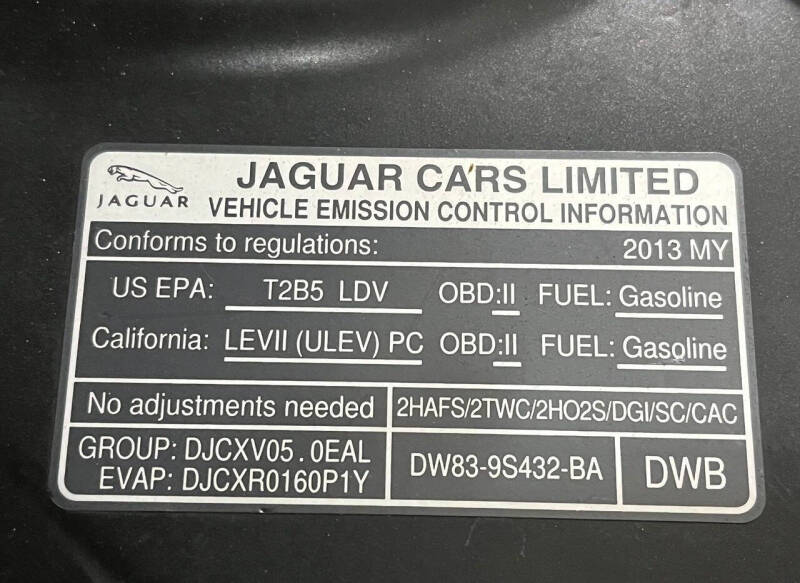 JAGUAR
JAGUAR CARS LIMITED
VEHICLE EMISSION CONTROL INFORMATION
Conforms to regulations: 2013 MY
US EPA: T2B5 LDV OBD:II FUEL: Gasoline
California: LEVII (ULEV) PC OBD:II FUEL: Gasoline
No adjustments needed 2HAFS/2TWC/2HO2S/DGI/SC/CAC
GROUP: DJCXV05.0EAL
EVAP: DJCXR0160P1Y
DW83-9S432-BA
DWB